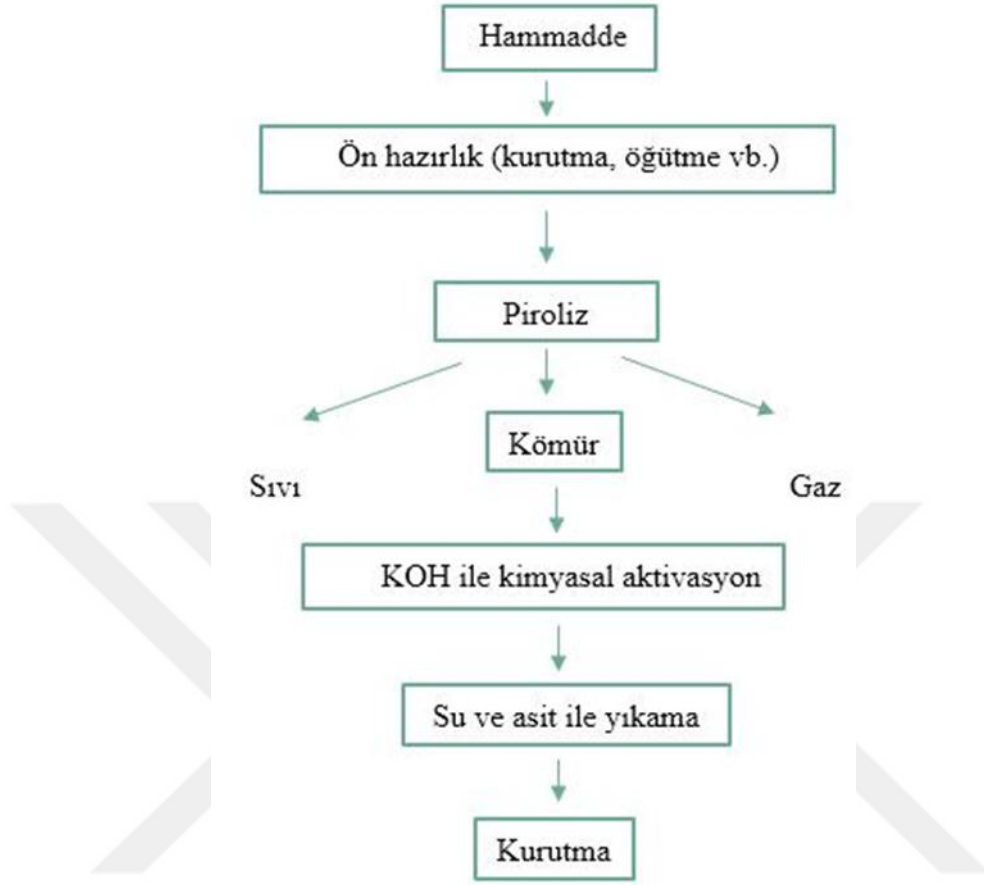 Hammadde
Ön hazırlık (kurutma, öğütme vb.)
Piroliz
Kömür
Sıvı
Gaz
KOH ile kimyasal aktivasyon
Su ve asit ile yıkama
Kurutma